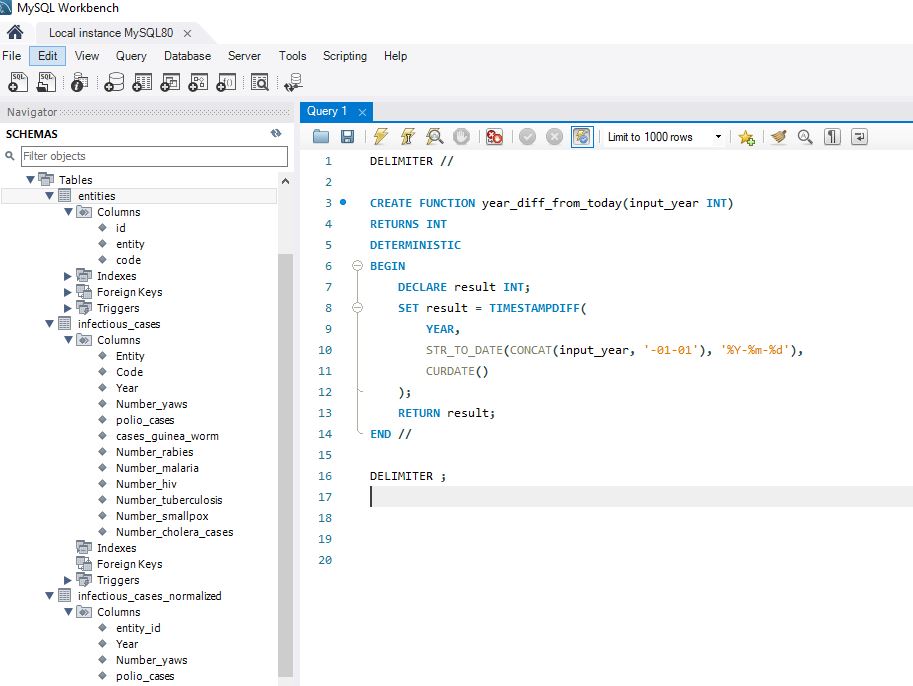 MySQL Workbench
Local instance MySQL80
File Edit View Query Database Server Tools Scripting Help
Navigator
SCHEMAS
Filter objects
Tables
entities
Columns
id
entity
code
Indexes
Foreign Keys
Triggers
infectious_cases
Columns
Entity
Code
Year
Number_yaws
polio_cases
cases_guinea_worm
Number_rabies
Number_malaria
Number_hiv
Number_tuberculosis
Number_smallpox
Number_cholera_cases
Indexes
Foreign Keys
Triggers
infectious_cases_normalized
Columns
entity_id
Year
Number_yaws
polio_cases
Query 1
Limit to 1000 rows
1 DELIMITER //
2
3 CREATE FUNCTION year_diff_from_today(input_year INT)
4 RETURNS INT
5 DETERMINISTIC
6 BEGIN
7 DECLARE result INT;
8 SET result = TIMESTAMPDIFF(
9 YEAR,
10 STR_TO_DATE(CONCAT(input_year, '-01-01'), '%Y-%m-%d'),
11 CURDATE()
12 );
13 RETURN result;
14 END //
15
16 DELIMITER ;
17
18
19
20